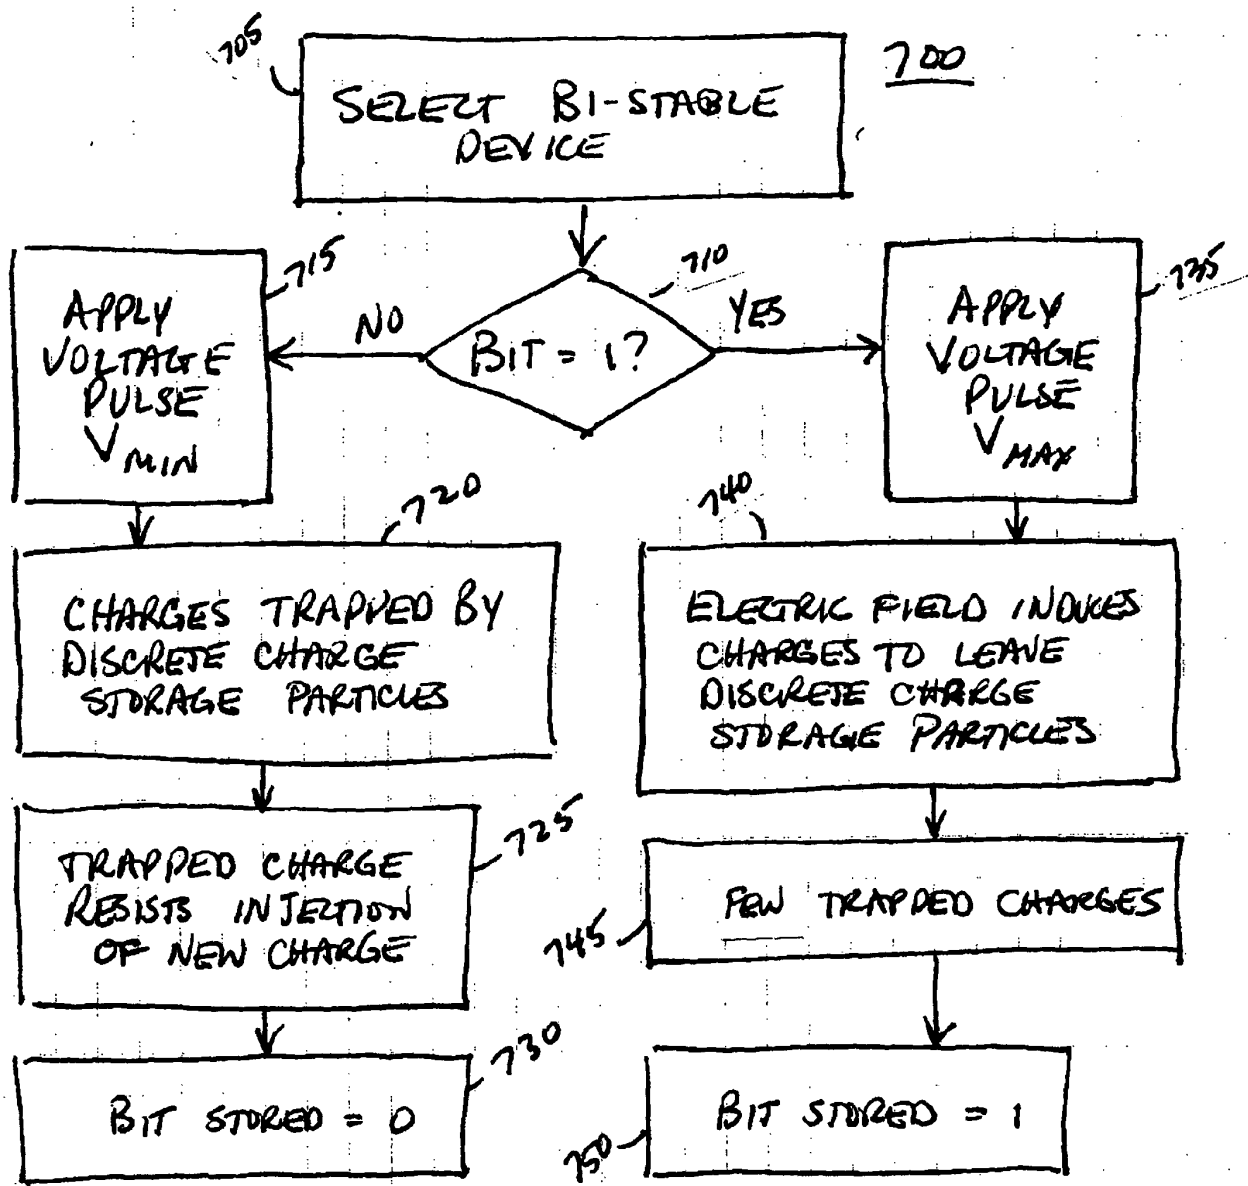 705
700
SELECT BI-STABLE
DEVICE
710
BIT = 1?
NO
YES
715
APPLY
VOLTAGE
PULSE
VMIN
735
APPLY
VOLTAGE
PULSE
VMAX
720
CHARGES TRAPPED BY
DISCRETE CHARGE
STORAGE PARTICLES
740
ELECTRIC FIELD INDUCES
CHARGES TO LEAVE
DISCRETE CHARGE
STORAGE PARTICLES
725
TRAPPED CHARGE
RESISTS INJECTION
OF NEW CHARGE
745
FEW TRAPPED CHARGES
730
BIT STORED = 0
750
BIT STORED = 1